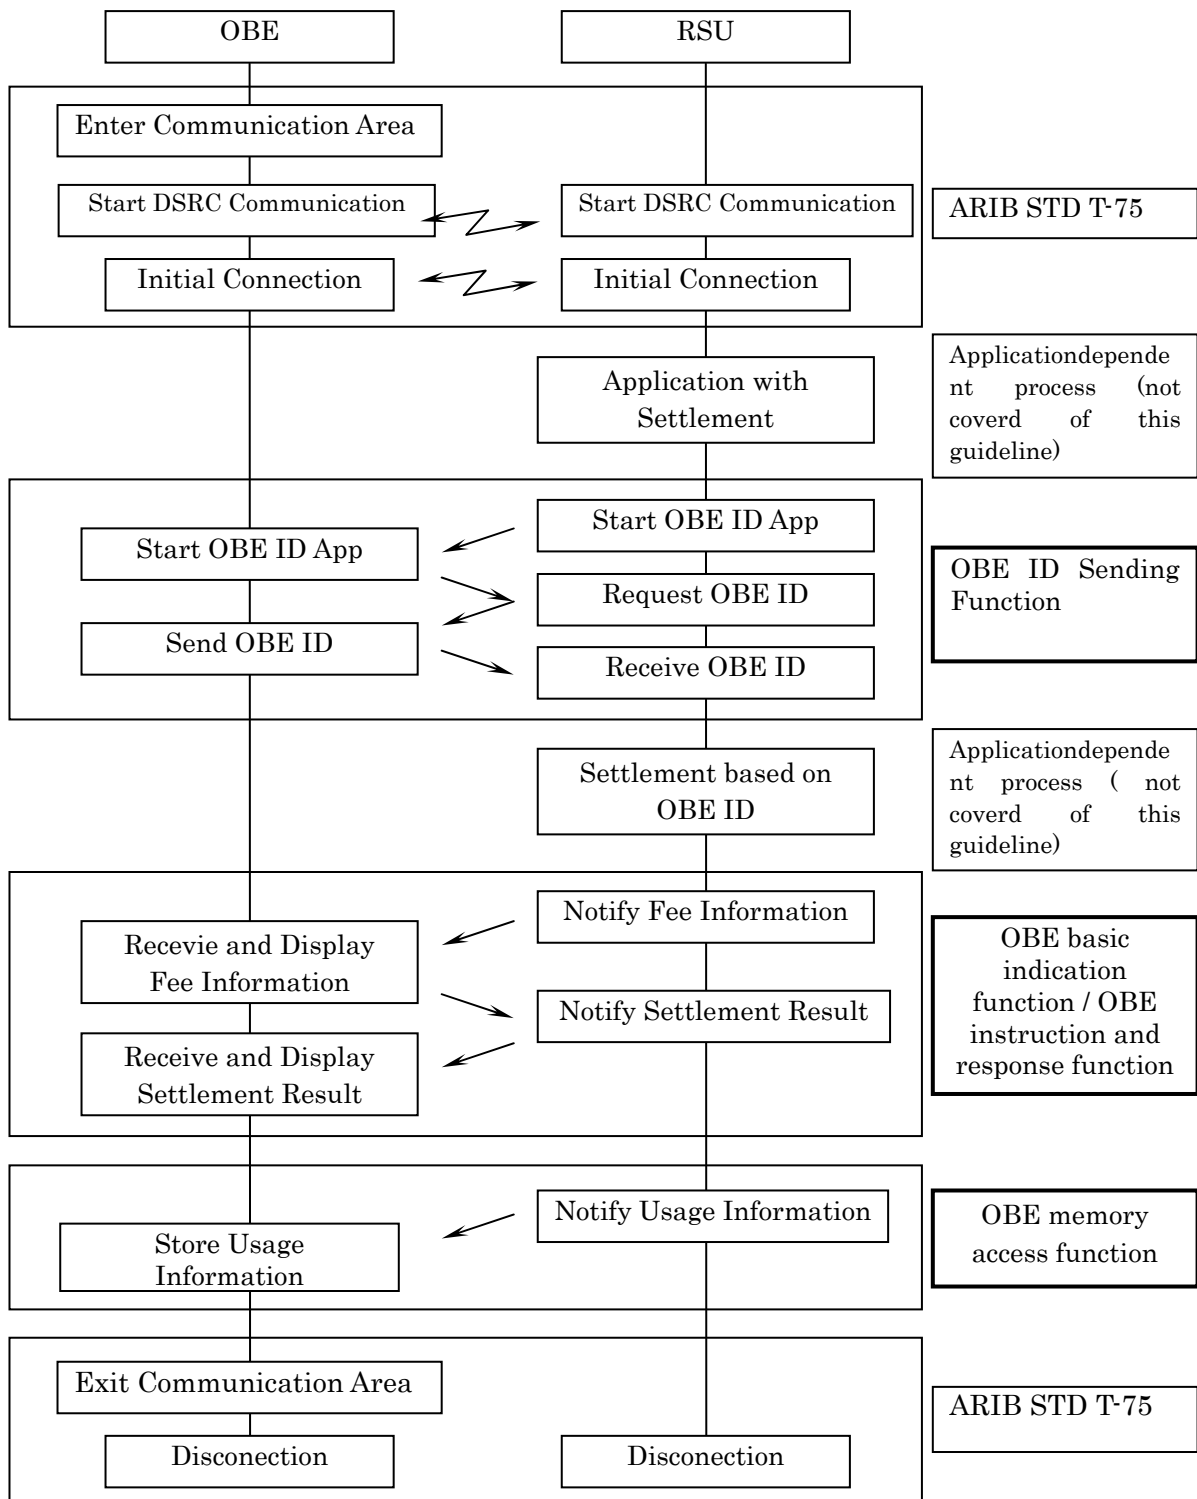 OBE
RSU
Enter Communication Area
Start DSRC Communication
Start DSRC Communication
ARIB STD T-75
Initial Connection
Initial Connection
Application with
Settlement
Applicationdepende
nt process (not
coverd of this
guideline)
Start OBE ID App
Start OBE ID App
Request OBE ID
Send OBE ID
Receive OBE ID
OBE ID Sending
Function
Settlement based on
OBE ID
Applicationdepende
nt process ( not
coverd of this
guideline)
Notify Fee Information
Recevie and Display
Fee Information
Notify Settlement Result
Receive and Display
Settlement Result
OBE basic
indication
function / OBE
instruction and
response function
Notify Usage Information
Store Usage
Information
OBE memory
access function
Exit Communication Area
Disconection
Disconection
ARIB STD T-75